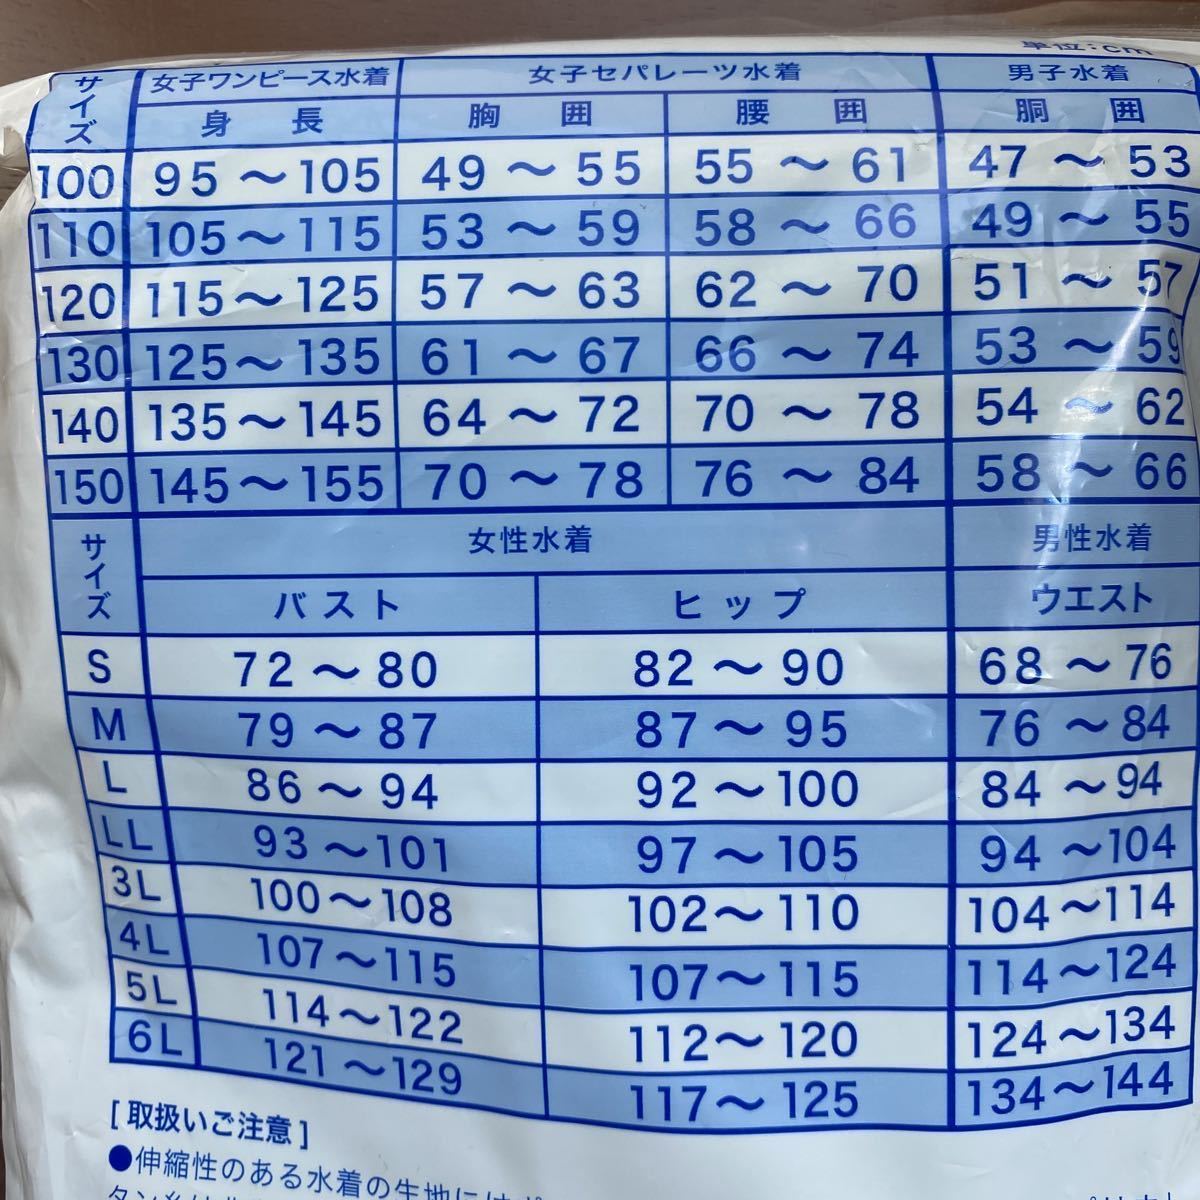 単位:cm
サイズ 女子ワンピース水着 女子セパレーツ水着 男子水着
身長 胸囲 腰囲 胴囲
100 95〜105 49〜55 55〜61 47〜53
110 105〜115 53〜59 58〜66 49〜55
120 115〜125 57〜63 62〜70 51〜57
130 125〜135 61〜67 66〜74 53〜59
140 135〜145 64〜72 70〜78 54〜62
150 145〜155 70〜78 76〜84 58〜66
サイズ 女性水着 男性水着
バスト ヒップ ウエスト
S 72〜80 82〜90 68〜76
M 79〜87 87〜95 76〜84
L 86〜94 92〜100 84〜94
LL 93〜101 97〜105 94〜104
3L 100〜108 102〜110 104〜114
4L 107〜115 107〜115 114〜124
5L 114〜122 112〜120 124〜134
6L 121〜129 117〜125 134〜144
[取扱いご注意]
●伸縮性のある水着の生地には